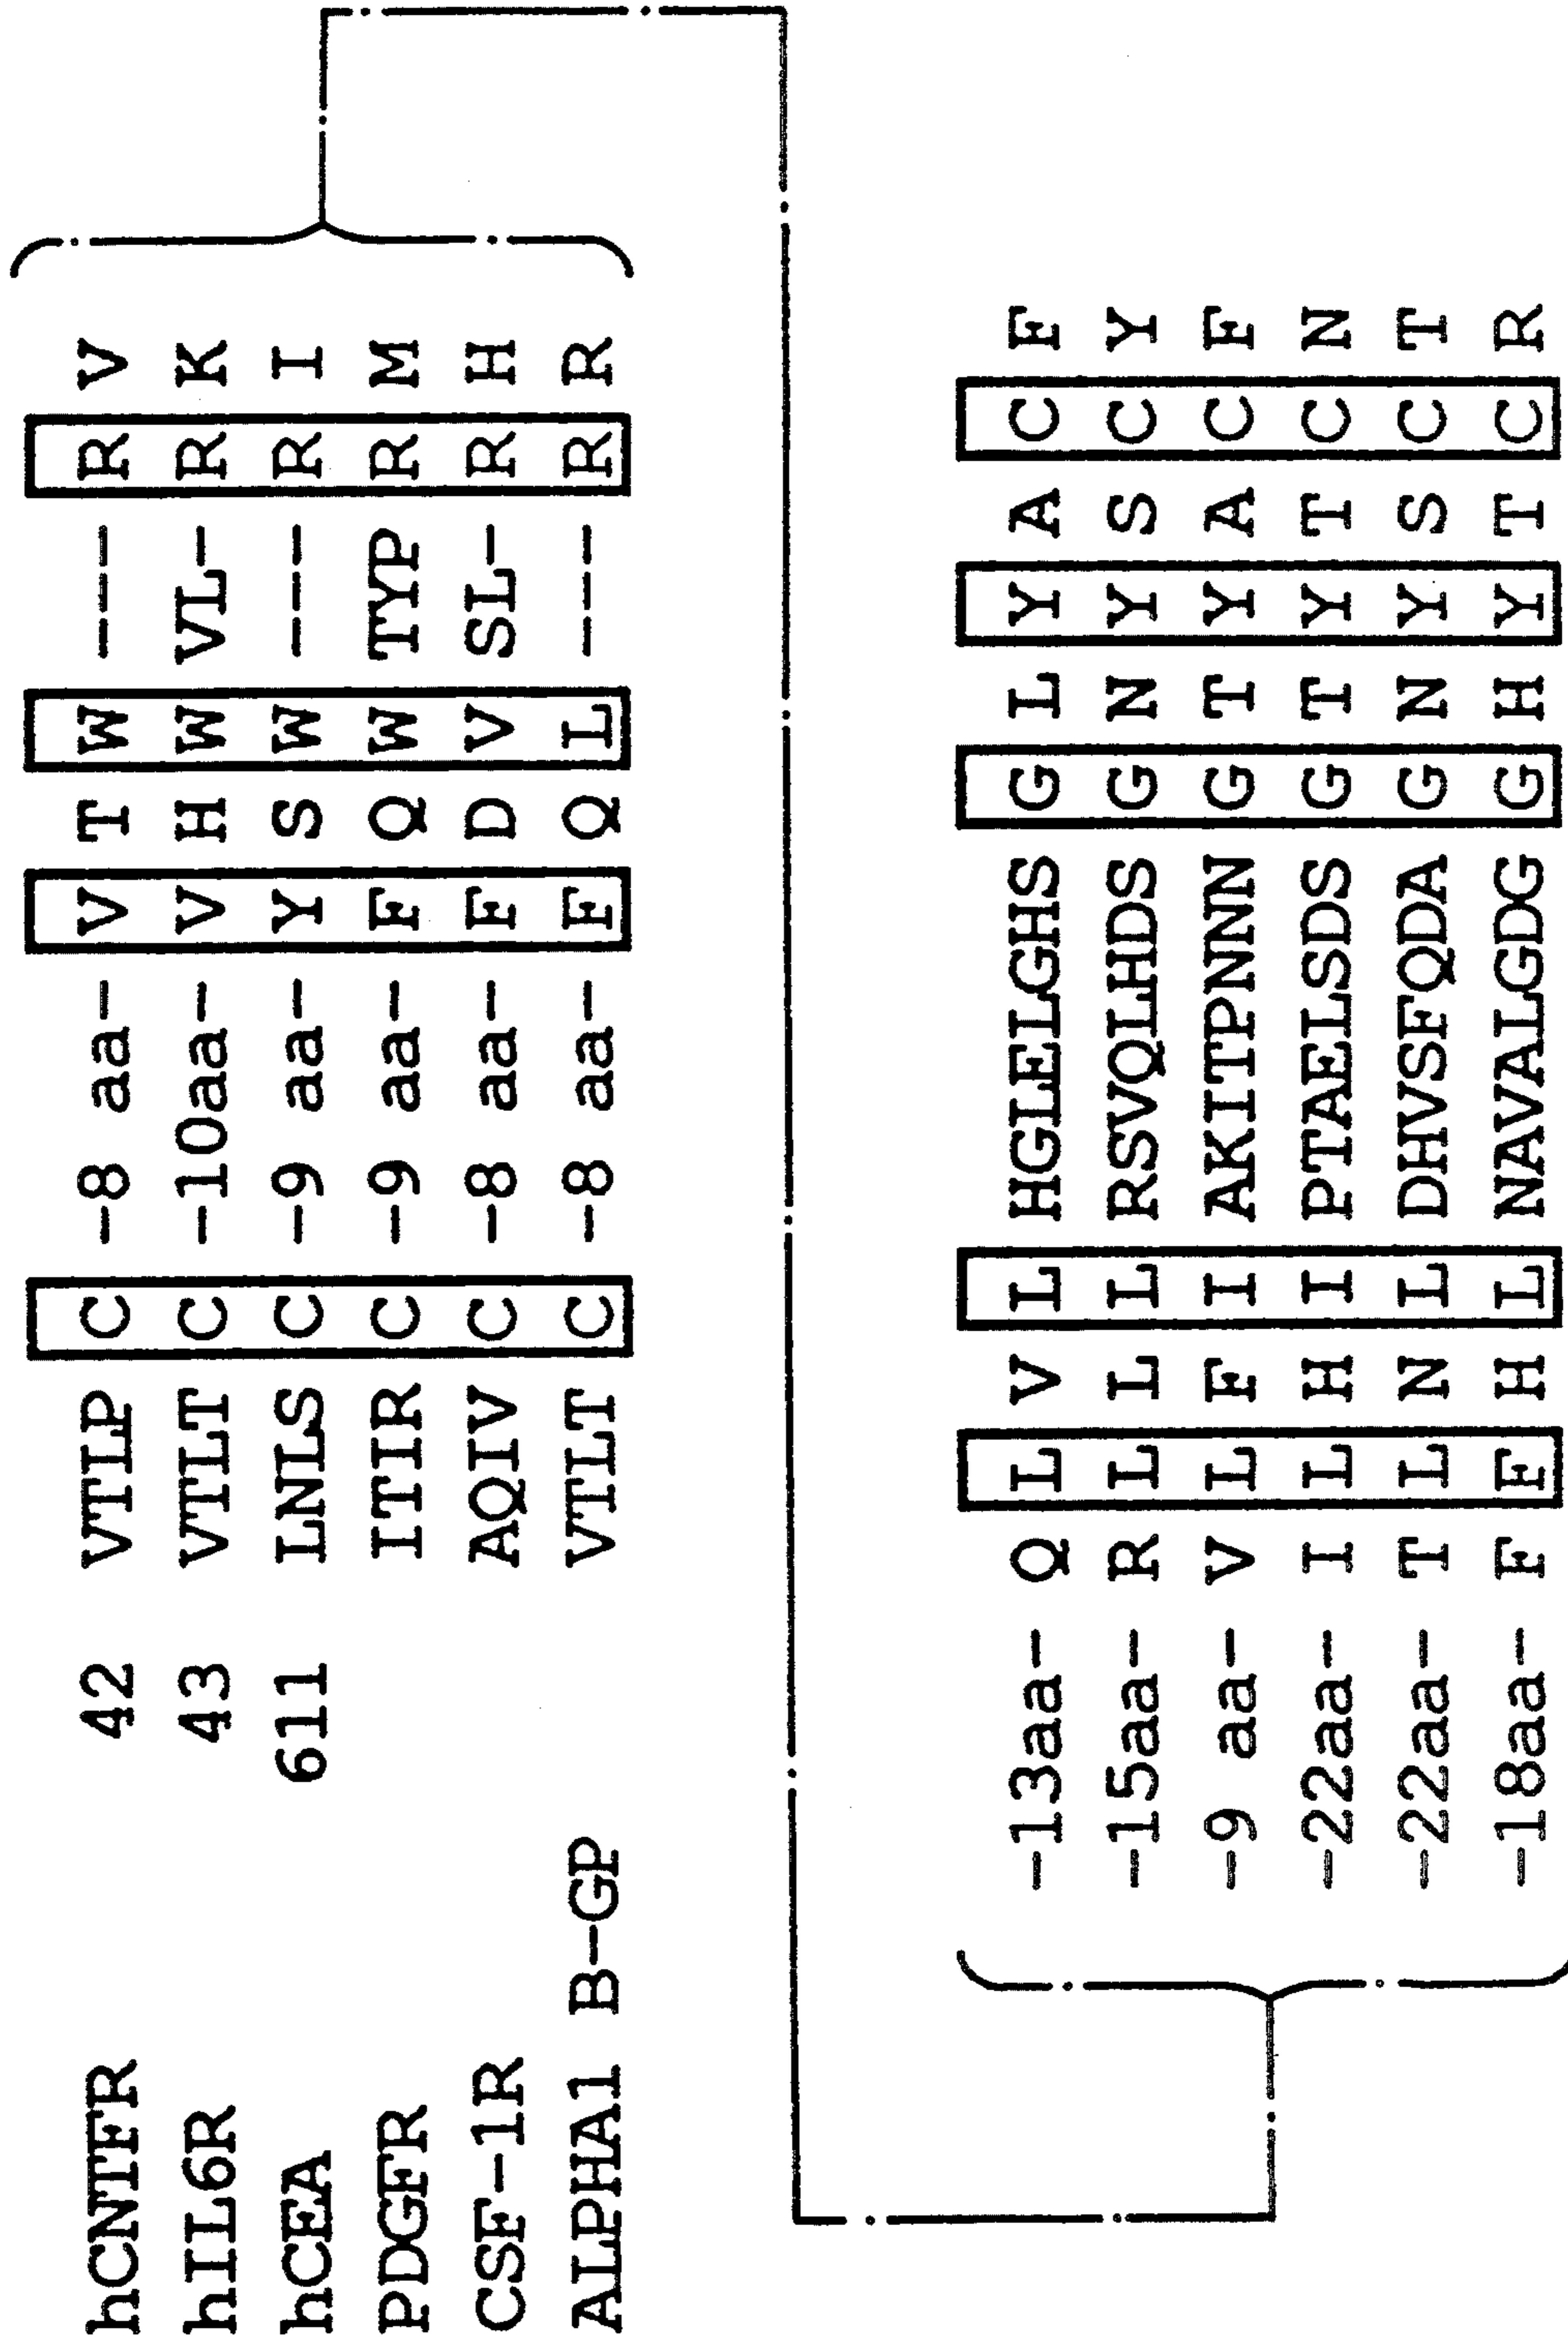 hCNTFR 42 VTLP C -8 aa- V T W --- R V
hIL6R 43 VTLT C -10aa- V H W VL- R K
hCEA 611 LNLS C -9 aa- Y S W --- R I
PDGFR ITIR C -9 aa- F Q W TYP R M
CSF-1R AQIV C -8 aa- F D V SL- R H
ALPHA1 B-GP VTLT C -8 aa- F Q L --- R R
-13aa- Q L V L HGLELGHS G L Y A C F
-15aa- R L L L RSVQLHDS G N Y S C Y
-9 aa- V L F I AKITPNNN G T Y A C F
-22aa- I L H I PTAELSDS G T Y T C N
-22aa- T L N L DHVSFQDA G N Y S C T
-18aa- F F H L NAVALGDG G H Y T C R